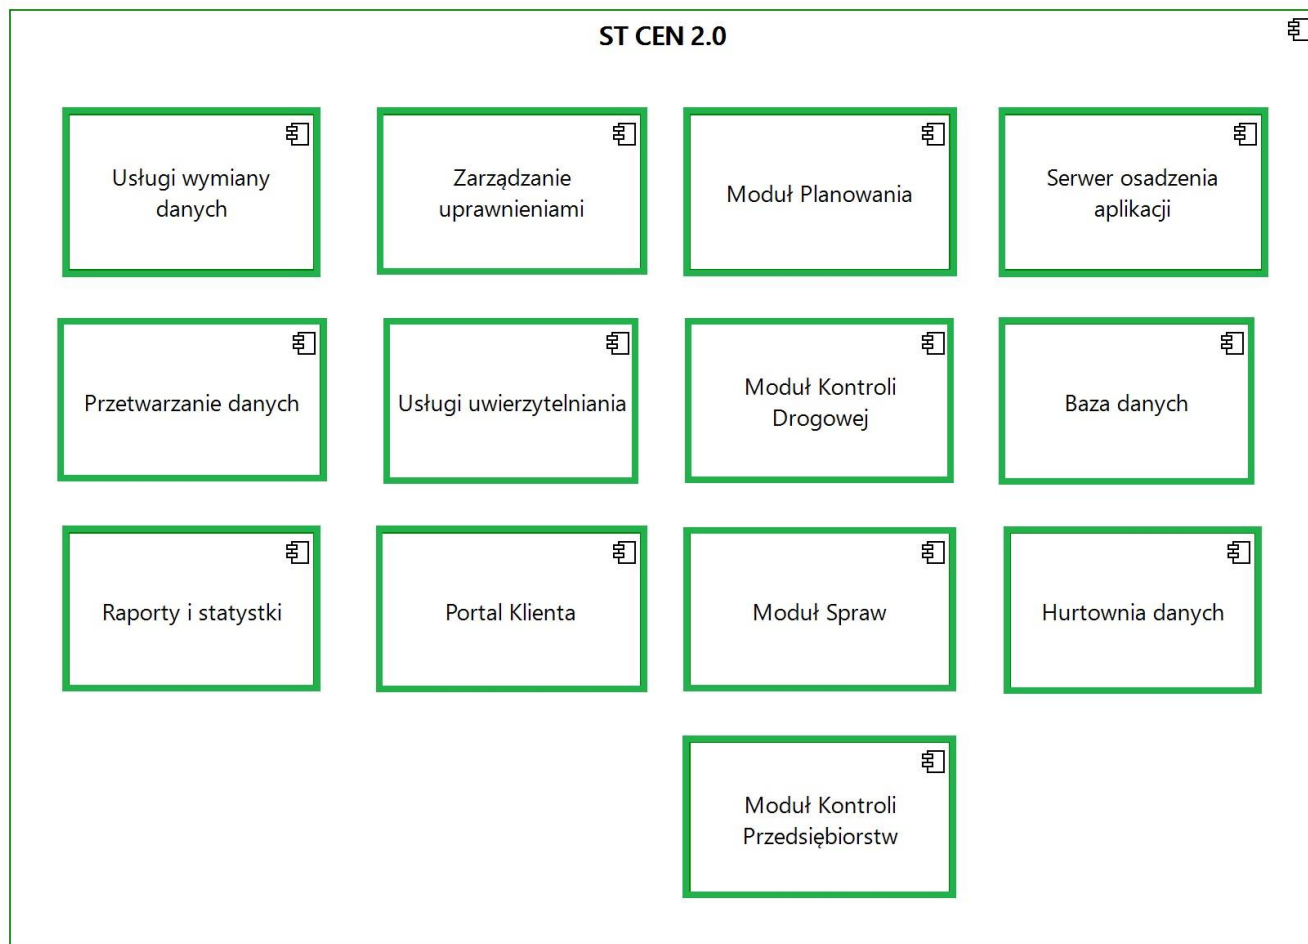 ST CEN 2.0
Usługi wymiany
danych
Zarządzanie
uprawnieniami
Moduł Planowania
Serwer osadzenia
aplikacji
Przetwarzanie danych
Usługi uwierzytelniania
Moduł Kontroli
Drogowej
Baza danych
Raporty i statystki
Portal Klienta
Moduł Spraw
Hurtownia danych
Moduł Kontroli
Przedsiębiorstw